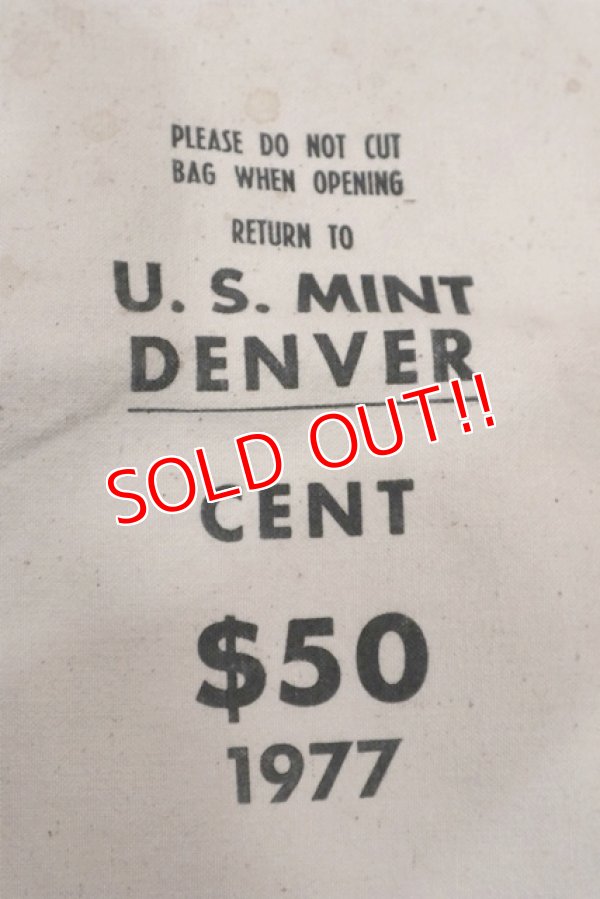 PLEASE DO NOT CUT
BAG WHEN OPENING
RETURN TO
U. S. MINT
DENVER
SOLD OUT!!
CENT
$50
1977